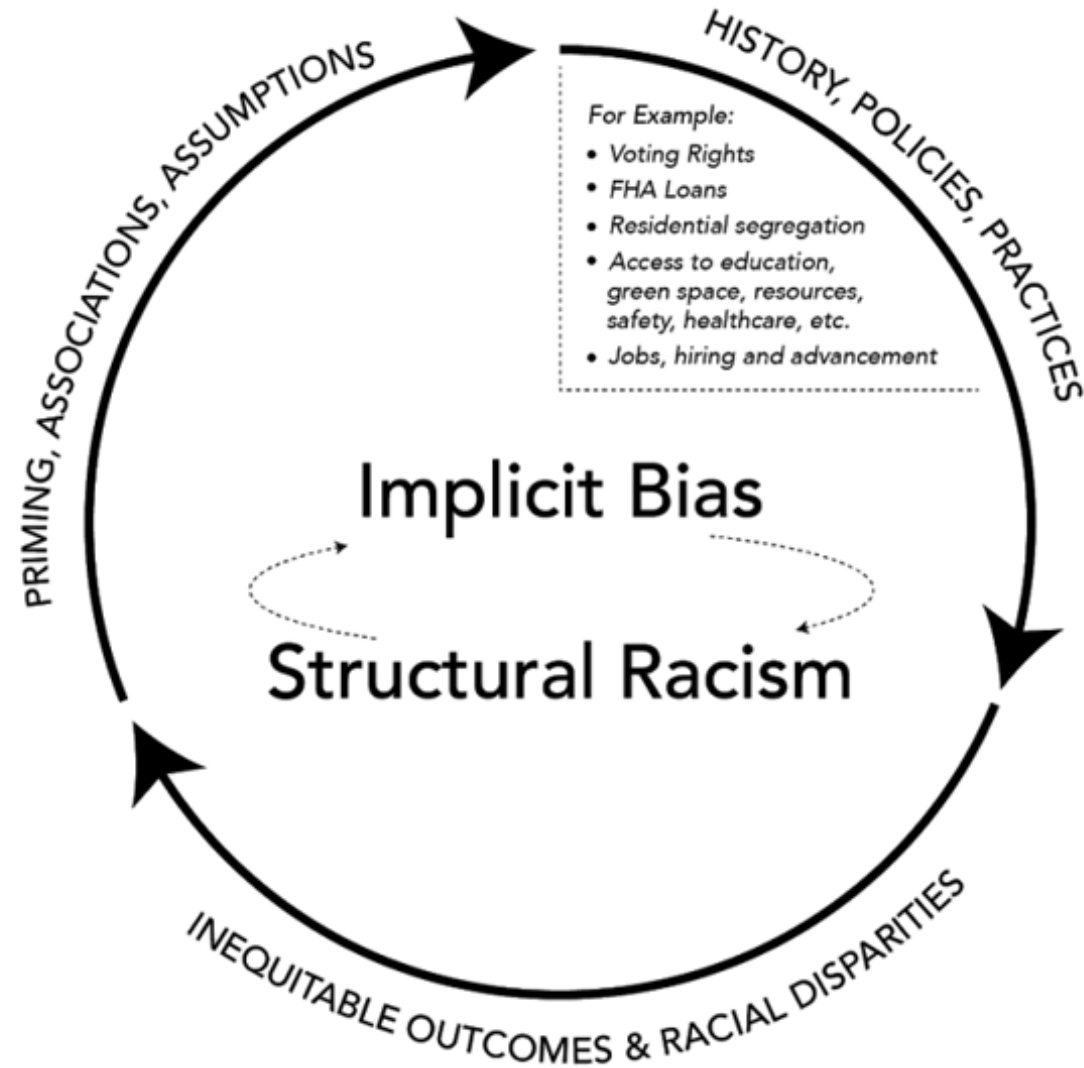 HISTORY, POLICIES, PRACTICES
For Example:
• Voting Rights
• FHA Loans
• Residential segregation
• Access to education,
green space, resources,
safety, healthcare, etc.
• Jobs, hiring and advancement
PRIMING, ASSOCIATIONS, ASSUMPTIONS
Implicit Bias
Structural Racism
INEQUITABLE OUTCOMES & RACIAL DISPARITIES